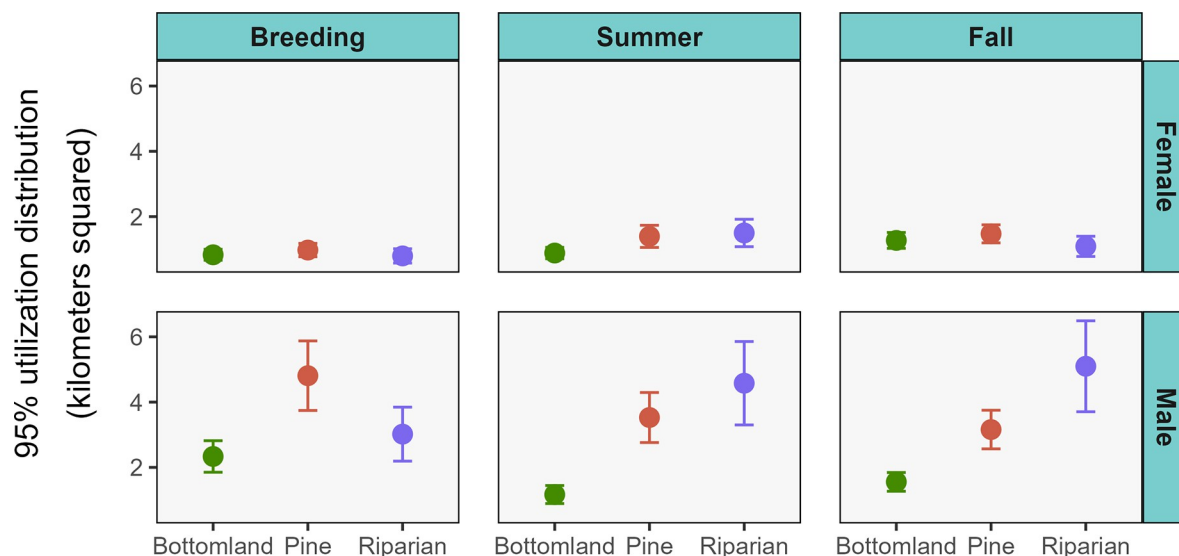 Breeding Summer Fall
95% utilization distribution
(kilometers squared)
6
4
2
Female
6
4
2
Male
Bottomland Pine Riparian Bottomland Pine Riparian Bottomland Pine Riparian